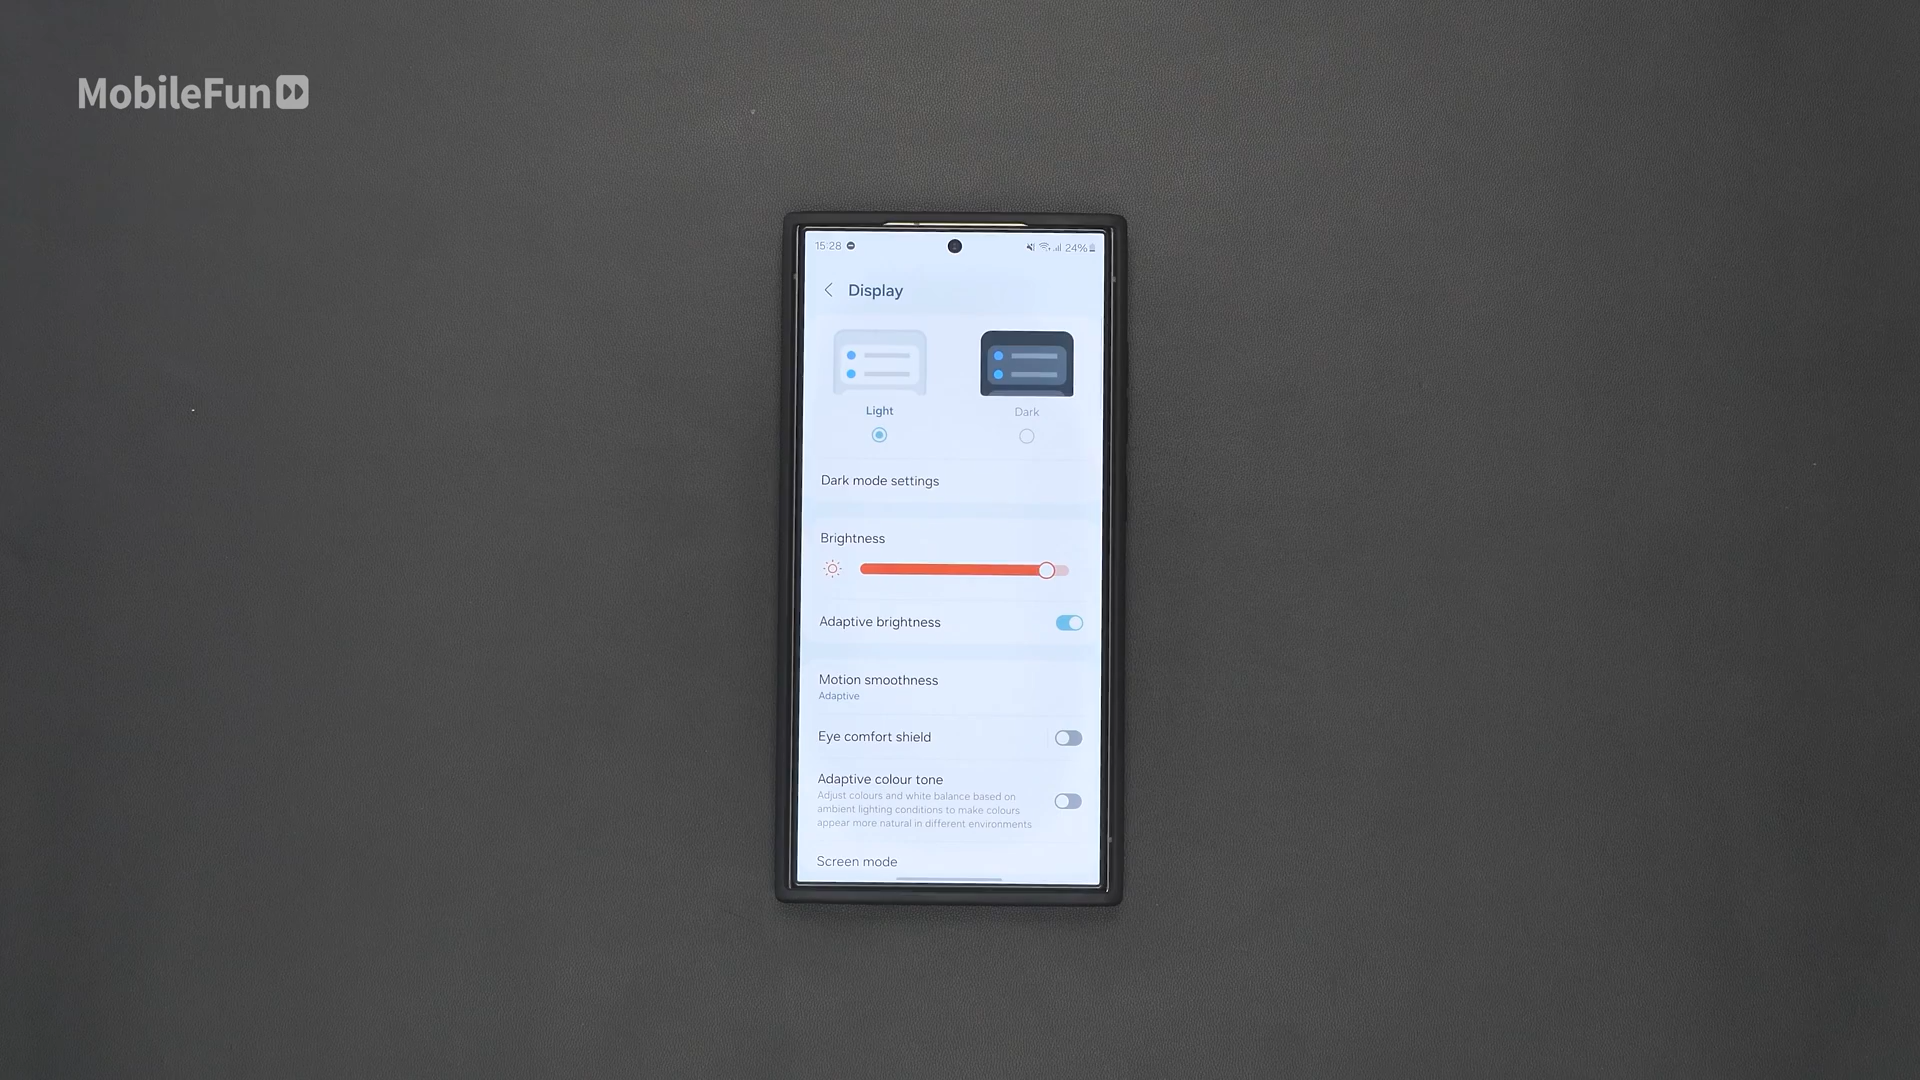 MobileFun
15:28
24%
Display
Light
Dark
Dark mode settings
Brightness
Adaptive brightness
Motion smoothness
Adaptive
Eye comfort shield
Adaptive colour tone
Adjust colours and white balance based on
ambient lighting conditions to make colours
appear more natural in different environments
Screen mode